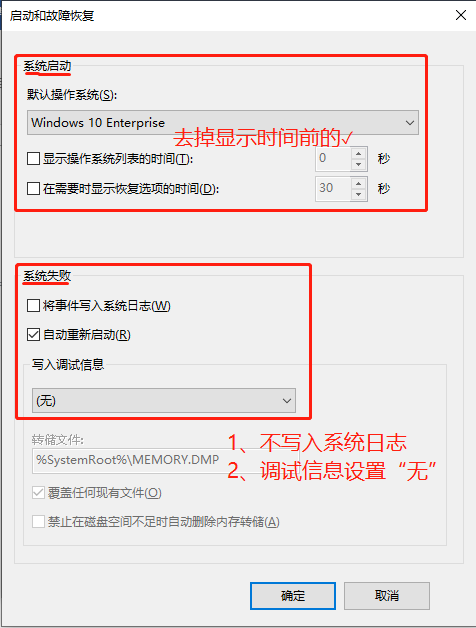 启动和故障恢复
系统启动
默认操作系统(S):
Windows 10 Enterprise
去掉显示时间前的✓
显示操作系统列表的时间(T):
0
秒
在需要时显示恢复选项的时间(D):
30
秒
系统失败
将事件写入系统日志(W)
自动重新启动(R)
写入调试信息
(无)
转储文件:
1、不写入系统日志
%SystemRoot%\MEMORY.DMP
2、调试信息设置“无”
覆盖任何现有文件(O)
禁止在磁盘空间不足时自动删除内存转储(A)
确定
取消